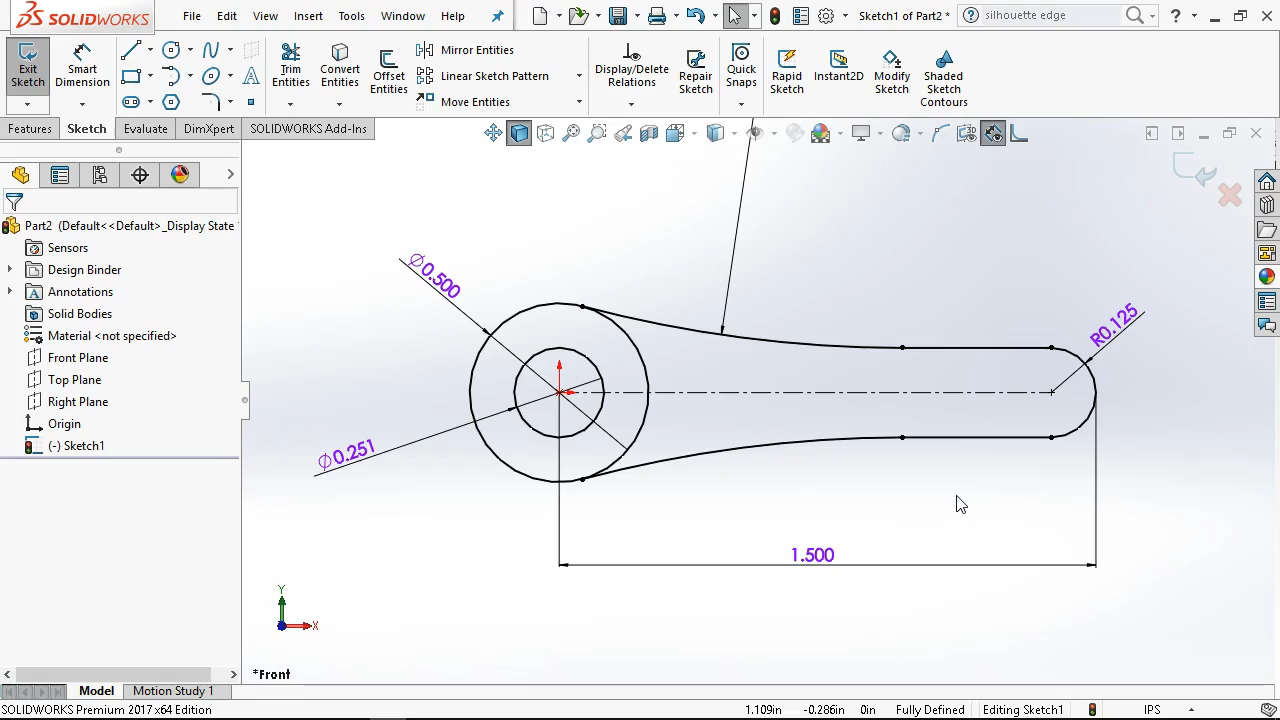 SOLIDWORKS File Edit View Insert Tools Window Help Sketch1 of Part2 * silhouette edge ?
Exit Sketch Smart Dimension Trim Entities Convert Entities Offset Entities Mirror Entities Linear Sketch Pattern Move Entities Display/Delete Relations Repair Sketch Quick Snaps Rapid Sketch Instant2D Modify Sketch Shaded Sketch Contours
Features Sketch Evaluate DimXpert SOLIDWORKS Add-Ins
Part2 (Default<<Default>_Display State
Sensors
Design Binder
Annotations
Solid Bodies
Material <not specified>
Front Plane
Top Plane
Right Plane
Origin
(-) Sketch1
∅0.500
R0.125
∅0.251
1.500
Y
X
*Front
Model Motion Study 1
SOLIDWORKS Premium 2017 x64 Edition 1.109in -0.286in 0in Fully Defined Editing Sketch1 IPS